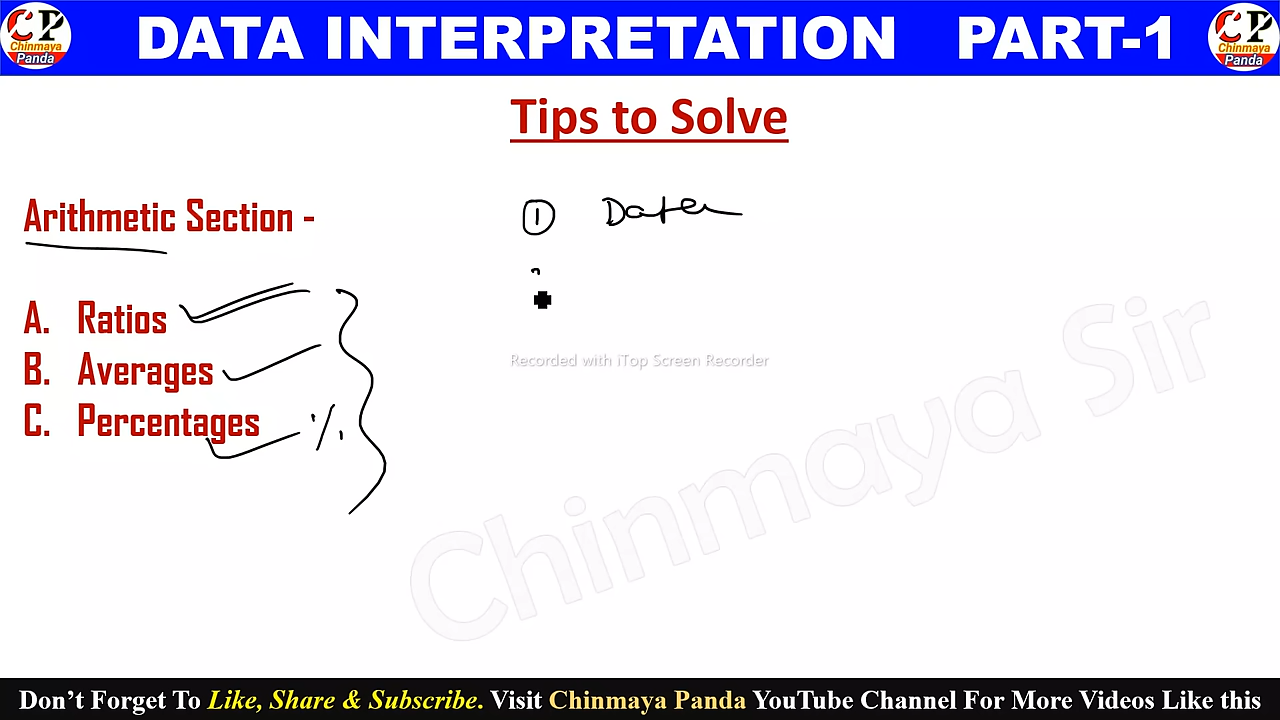 CP DATA INTERPRETATION PART-1 CP
Chinmaya Panda
Chinmaya Panda
Tips to Solve
Arithmetic Section -
① Data
A. Ratios
B. Averages
C. Percentages %
Recorded with iTop Screen Recorder
Chinmaya Sir
Don't Forget To Like, Share & Subscribe. Visit Chinmaya Panda YouTube Channel For More Videos Like this